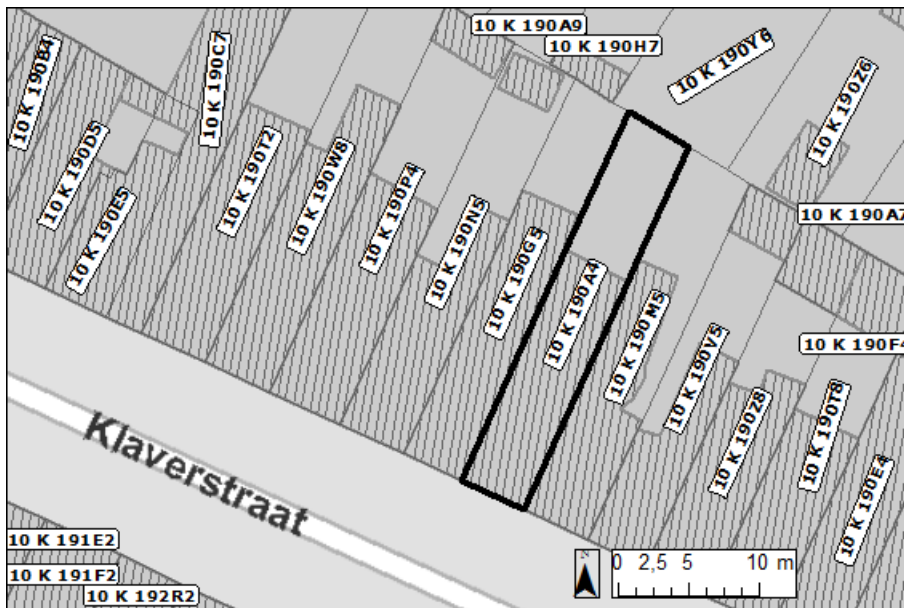 10 K 190A9
10 K 190H7
10 K 190Y6
10 K 190B4
10 K 190C7
10 K 190Z6
10 K 190D5
10 K 190T2
10 K 190W8
10 K 190E5
10 K 190P4
10 K 190N5
10 K 190A7
10 K 190G5
10 K 190A4
10 K 190M5
10 K 190V5
10 K 190F4
10 K 190Z8
10 K 190T8
10 K 190E4
Klaverstraat
10 K 191E2
10 K 191F2
10 K 192R2
N
0 2,5 5 10 m